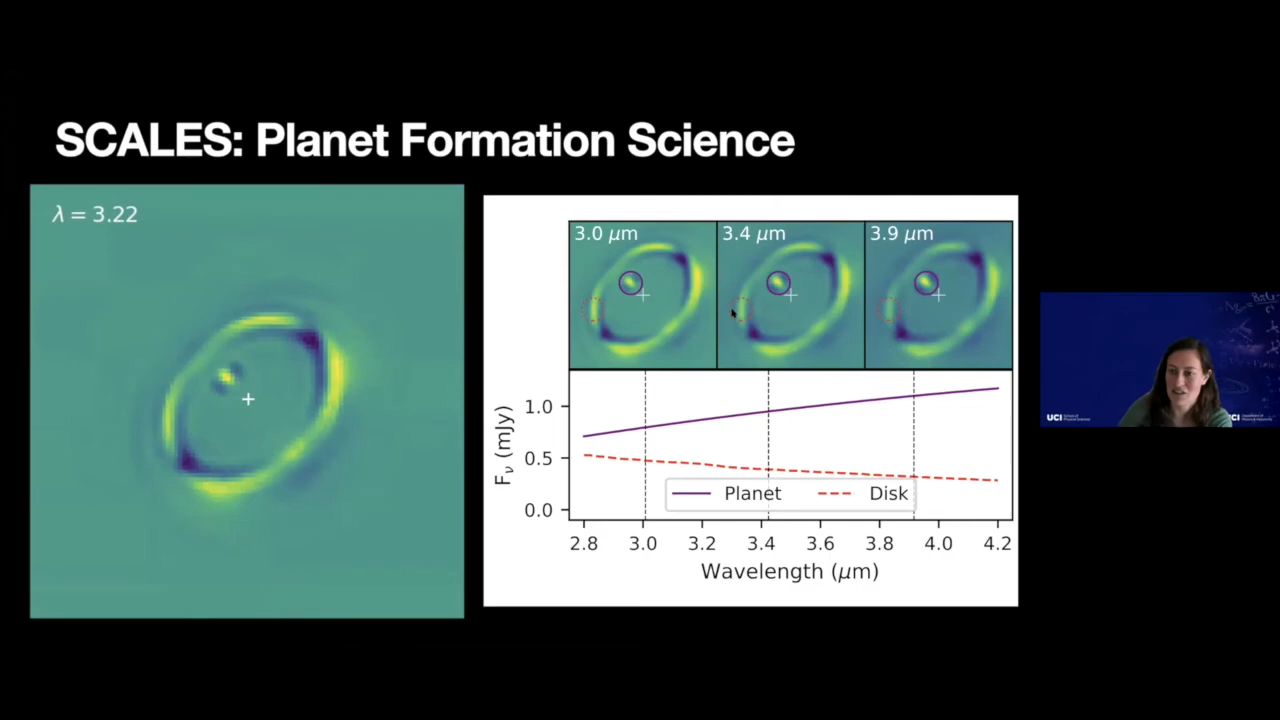 SCALES: Planet Formation Science
λ = 3.22
3.0 μm
3.4 μm
3.9 μm
Fν (mJy)
1.0
0.5
0.0
Planet
Disk
2.8 3.0 3.2 3.4 3.6 3.8 4.0 4.2
Wavelength (μm)
UCI